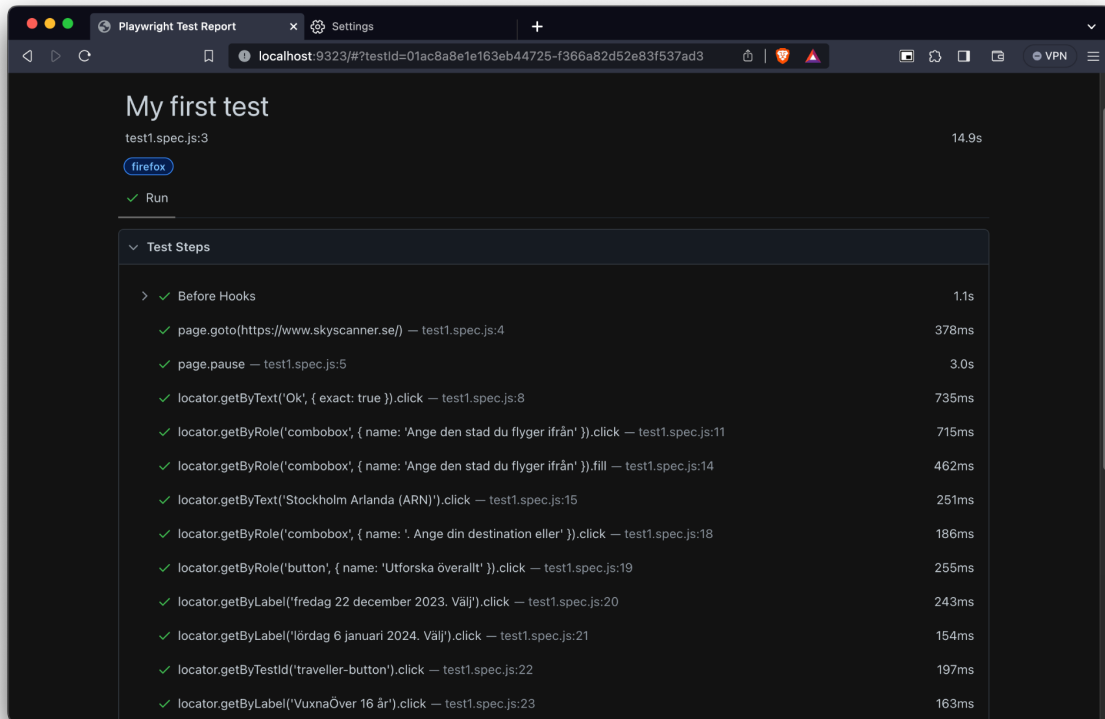 Playwright Test Report
Settings
localhost:9323/#?testId=01ac8a8e1e163eb44725-f366a82d52e83f537ad3
VPN
My first test
test1.spec.js:3 14.9s
firefox
Run
Test Steps
Before Hooks 1.1s
page.goto(https://www.skyscanner.se/) — test1.spec.js:4 378ms
page.pause — test1.spec.js:5 3.0s
locator.getByText('Ok', { exact: true }).click — test1.spec.js:8 735ms
locator.getByRole('combobox', { name: 'Ange den stad du flyger ifrån' }).click — test1.spec.js:11 715ms
locator.getByRole('combobox', { name: 'Ange den stad du flyger ifrån' }).fill — test1.spec.js:14 462ms
locator.getByText('Stockholm Arlanda (ARN)').click — test1.spec.js:15 251ms
locator.getByRole('combobox', { name: '. Ange din destination eller' }).click — test1.spec.js:18 186ms
locator.getByRole('button', { name: 'Utforska överallt' }).click — test1.spec.js:19 255ms
locator.getByLabel('fredag 22 december 2023. Välj').click — test1.spec.js:20 243ms
locator.getByLabel('lördag 6 januari 2024. Välj').click — test1.spec.js:21 154ms
locator.getByTestId('traveller-button').click — test1.spec.js:22 197ms
locator.getByLabel('VuxnaÖver 16 år').click — test1.spec.js:23 163ms